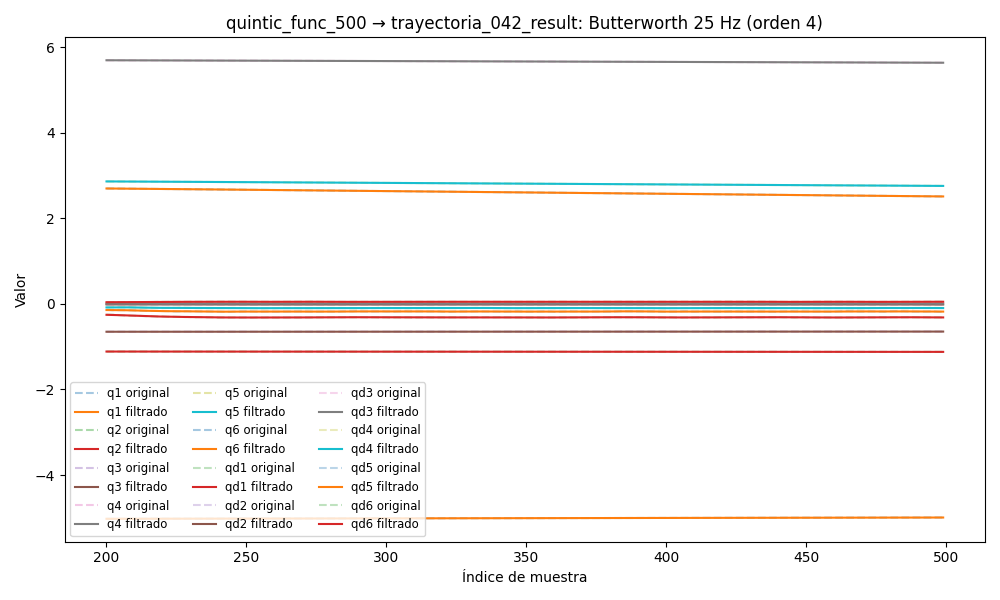 quintic_func_500 → trayectoria_042_result: Butterworth 25 Hz (orden 4)
Valor
6
4
2
0
−2
−4
q1 original
q1 filtrado
q2 original
q2 filtrado
q3 original
q3 filtrado
q4 original
q4 filtrado
q5 original
q5 filtrado
q6 original
q6 filtrado
qd1 original
qd1 filtrado
qd2 original
qd2 filtrado
qd3 original
qd3 filtrado
qd4 original
qd4 filtrado
qd5 original
qd5 filtrado
qd6 original
qd6 filtrado
200
250
300
350
400
450
500
Índice de muestra